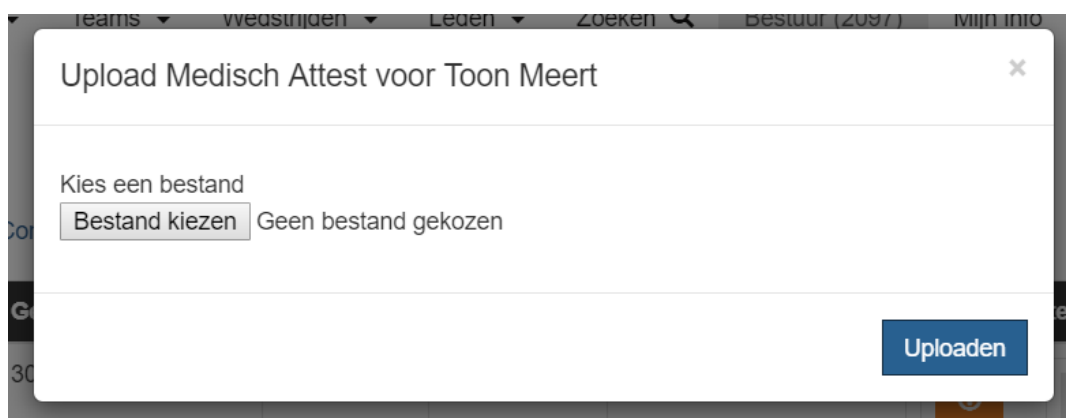 Teams Wedstrijden Leden Zoeken Bestuur (2097) Mijn Info
Upload Medisch Attest voor Toon Meert ×
Kies een bestand
Bestand kiezen Geen bestand gekozen
Uploaden
30